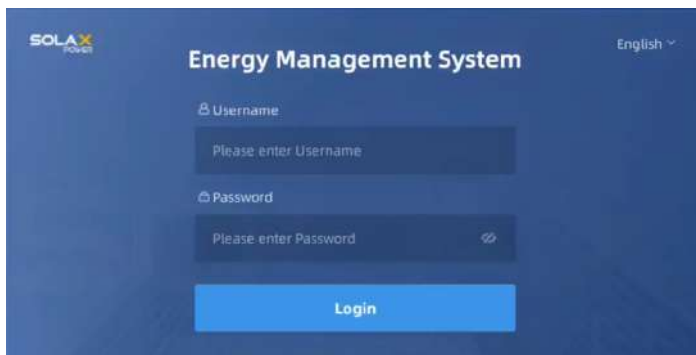 SOLAX
POWER
English
Energy Management System
Username
Please enter Username
Password
Please enter Password
Login